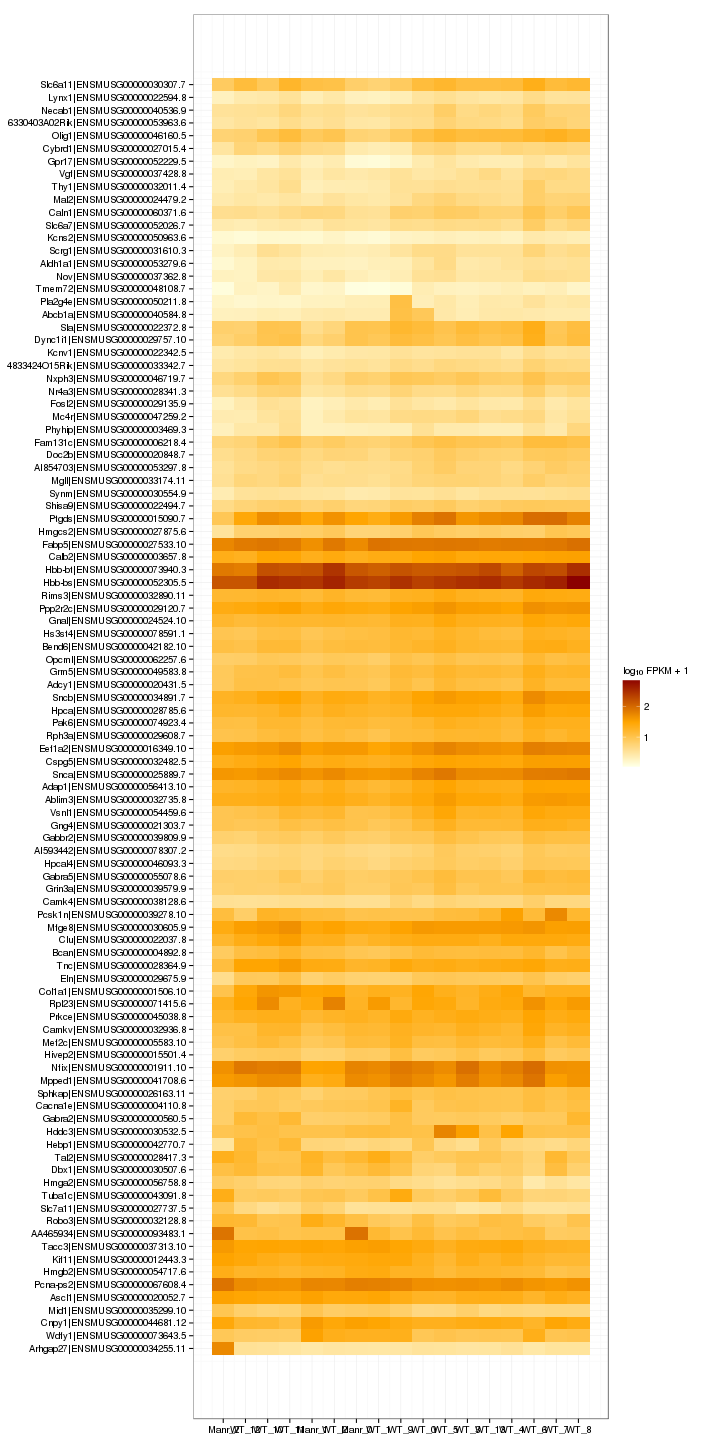 Slc6a11|ENSMUSG00000030307.7
Lynx1|ENSMUSG00000022594.8
Necab1|ENSMUSG00000040536.9
6330403A02Rik|ENSMUSG00000053963.6
Olig1|ENSMUSG00000046160.5
Cybrd1|ENSMUSG00000027015.4
Gpr17|ENSMUSG00000052229.5
Vgf|ENSMUSG00000037428.8
Thy1|ENSMUSG00000032011.4
Mal2|ENSMUSG00000024479.2
Caln1|ENSMUSG00000060371.6
Slc6a7|ENSMUSG00000052026.7
Kcns2|ENSMUSG00000050963.6
Scrg1|ENSMUSG00000031610.3
Aldh1a1|ENSMUSG00000053279.6
Nov|ENSMUSG00000037362.8
Tmem72|ENSMUSG00000048108.7
Pla2g4e|ENSMUSG00000050211.8
Abcb1a|ENSMUSG00000040584.8
Sla|ENSMUSG00000022372.8
Dync1i1|ENSMUSG00000029757.10
Kcnv1|ENSMUSG00000022342.5
4833424O15Rik|ENSMUSG00000033342.7
Nxph3|ENSMUSG00000046719.7
Nr4a3|ENSMUSG00000028341.3
Fosl2|ENSMUSG00000029135.9
Mc4r|ENSMUSG00000047259.2
Phyhip|ENSMUSG00000003469.3
Fam131c|ENSMUSG00000006218.4
Doc2b|ENSMUSG00000020848.7
AI854703|ENSMUSG00000053297.8
Mgll|ENSMUSG00000033174.11
Synm|ENSMUSG00000030554.9
Shisa9|ENSMUSG00000022494.7
Ptgds|ENSMUSG00000015090.7
Hmgcs2|ENSMUSG00000027875.6
Fabp5|ENSMUSG00000027533.10
Calb2|ENSMUSG00000003657.8
Hbb-bt|ENSMUSG00000073940.3
Hbb-bs|ENSMUSG00000052305.5
Rims3|ENSMUSG00000032890.11
Ppp2r2c|ENSMUSG00000029120.7
Gnal|ENSMUSG00000024524.10
Hs3st4|ENSMUSG00000078591.1
Bend6|ENSMUSG00000042182.10
Opcml|ENSMUSG00000062257.6
Grm5|ENSMUSG00000049583.8
Adcy1|ENSMUSG00000020431.5
Sncb|ENSMUSG00000034891.7
Hpca|ENSMUSG00000028785.6
Pak6|ENSMUSG00000074923.4
Rph3a|ENSMUSG00000029608.7
Eef1a2|ENSMUSG00000016349.10
Cspg5|ENSMUSG00000032482.5
Snca|ENSMUSG00000025889.7
Adap1|ENSMUSG00000056413.10
Ablim3|ENSMUSG00000032735.8
Vsnl1|ENSMUSG00000054459.6
Gng4|ENSMUSG00000021303.7
Gabbr2|ENSMUSG00000039809.9
AI593442|ENSMUSG00000078307.2
Hpcal4|ENSMUSG00000046093.3
Gabra5|ENSMUSG00000055078.6
Grin3a|ENSMUSG00000039579.9
Camk4|ENSMUSG00000038128.6
Pcsk1n|ENSMUSG00000039278.10
Mfge8|ENSMUSG00000030605.9
Clu|ENSMUSG00000022037.8
Bcan|ENSMUSG00000004892.8
Tnc|ENSMUSG00000028364.9
Eln|ENSMUSG00000029675.9
Col1a1|ENSMUSG00000001506.10
Rpl23|ENSMUSG00000071415.6
Prkce|ENSMUSG00000045038.8
Camkv|ENSMUSG00000032936.8
Mef2c|ENSMUSG00000005583.10
Hivep2|ENSMUSG00000015501.4
Nfix|ENSMUSG00000001911.10
Mpped1|ENSMUSG00000041708.6
Sphkap|ENSMUSG00000026163.11
Cacna1e|ENSMUSG00000004110.8
Gabra2|ENSMUSG00000000560.5
Hddc3|ENSMUSG00000030532.5
Hebp1|ENSMUSG00000042770.7
Tal2|ENSMUSG00000028417.3
Dbx1|ENSMUSG00000030507.6
Hmga2|ENSMUSG00000056758.8
Tuba1c|ENSMUSG00000043091.8
Slc7a11|ENSMUSG00000027737.5
Robo3|ENSMUSG00000032128.8
AA465934|ENSMUSG00000093483.1
Tacc3|ENSMUSG00000037313.10
Kif11|ENSMUSG00000012443.3
Hmgb2|ENSMUSG00000054717.6
Pcna-ps2|ENSMUSG00000067608.4
Ascl1|ENSMUSG00000020052.7
Mid1|ENSMUSG00000035299.10
Cnpy1|ENSMUSG00000044681.12
Wdfy1|ENSMUSG00000073643.5
Arhgap27|ENSMUSG00000034255.11
log10 FPKM + 1
2
1
WT_9 WT_5 WT_7 WT_8